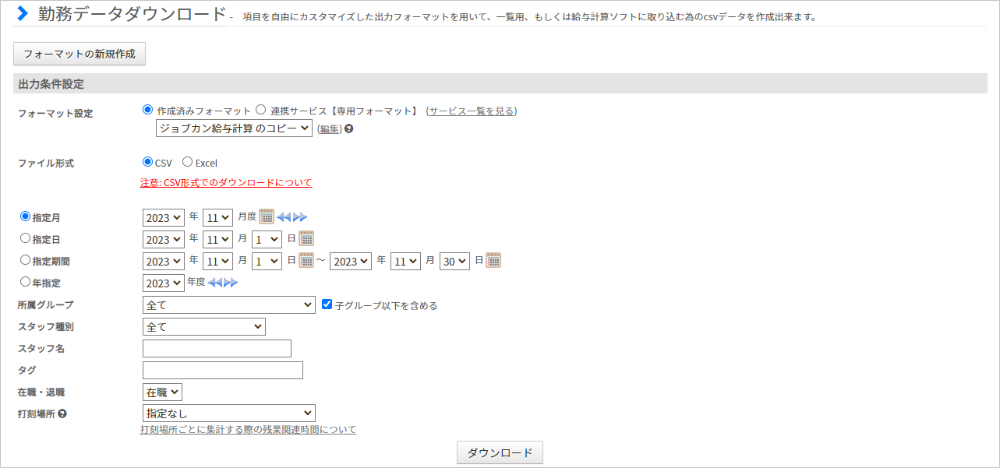 勤務データダウンロード - 項目を自由にカスタマイズした出力フォーマットを用いて、一覧用、もしくは給与計算ソフトに取り込む為のcsvデータを作成出来ます。
フォーマットの新規作成
出力条件設定
フォーマット設定 作成済みフォーマット 連携サービス【専用フォーマット】 (サービス一覧を見る)
ジョブカン給与計算 のコピー (編集) ?
ファイル形式 CSV Excel
注意: CSV形式でのダウンロードについて
指定月 2023 年 11 月度
指定日 2023 年 11 月 1 日
指定期間 2023 年 11 月 1 日 ～ 2023 年 11 月 30 日
年指定 2023 年度
所属グループ 全て 子グループ以下を含める
スタッフ種別 全て
スタッフ名
タグ
在職・退職 在職
打刻場所 ? 指定なし
打刻場所ごとに集計する際の残業関連時間について
ダウンロード